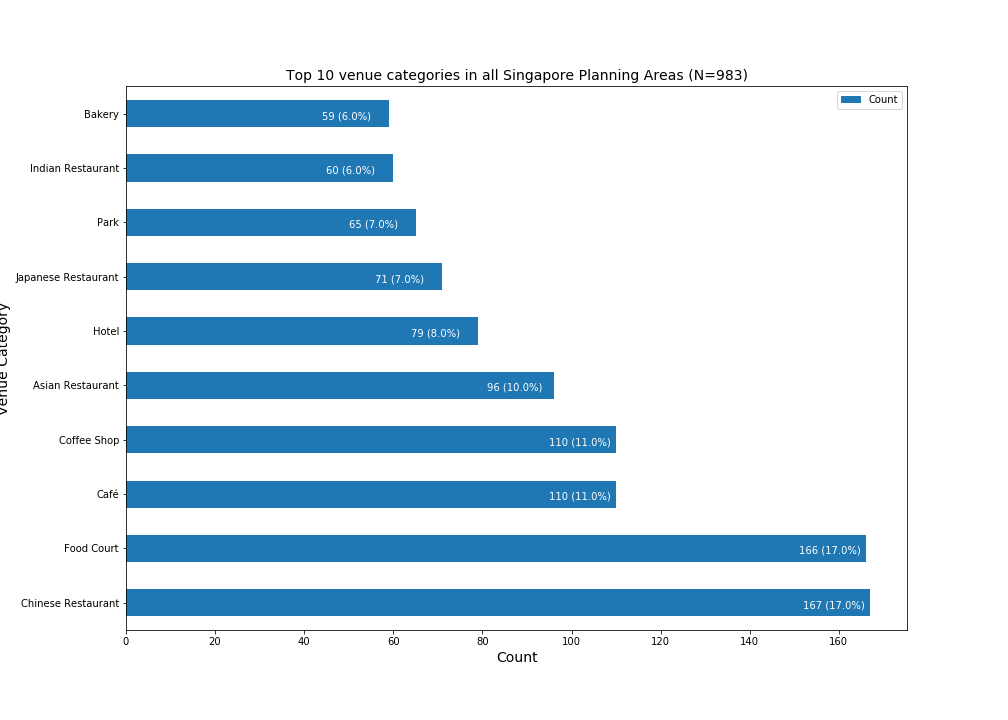 Top 10 venue categories in all Singapore Planning Areas (N=983)
Count
Bakery
59 (6.0%)
Indian Restaurant
60 (6.0%)
Park
65 (7.0%)
Japanese Restaurant
71 (7.0%)
Hotel
79 (8.0%)
Asian Restaurant
96 (10.0%)
Coffee Shop
110 (11.0%)
Café
110 (11.0%)
Food Court
166 (17.0%)
Chinese Restaurant
167 (17.0%)
Venue Category
0 20 40 60 80 100 120 140 160
Count